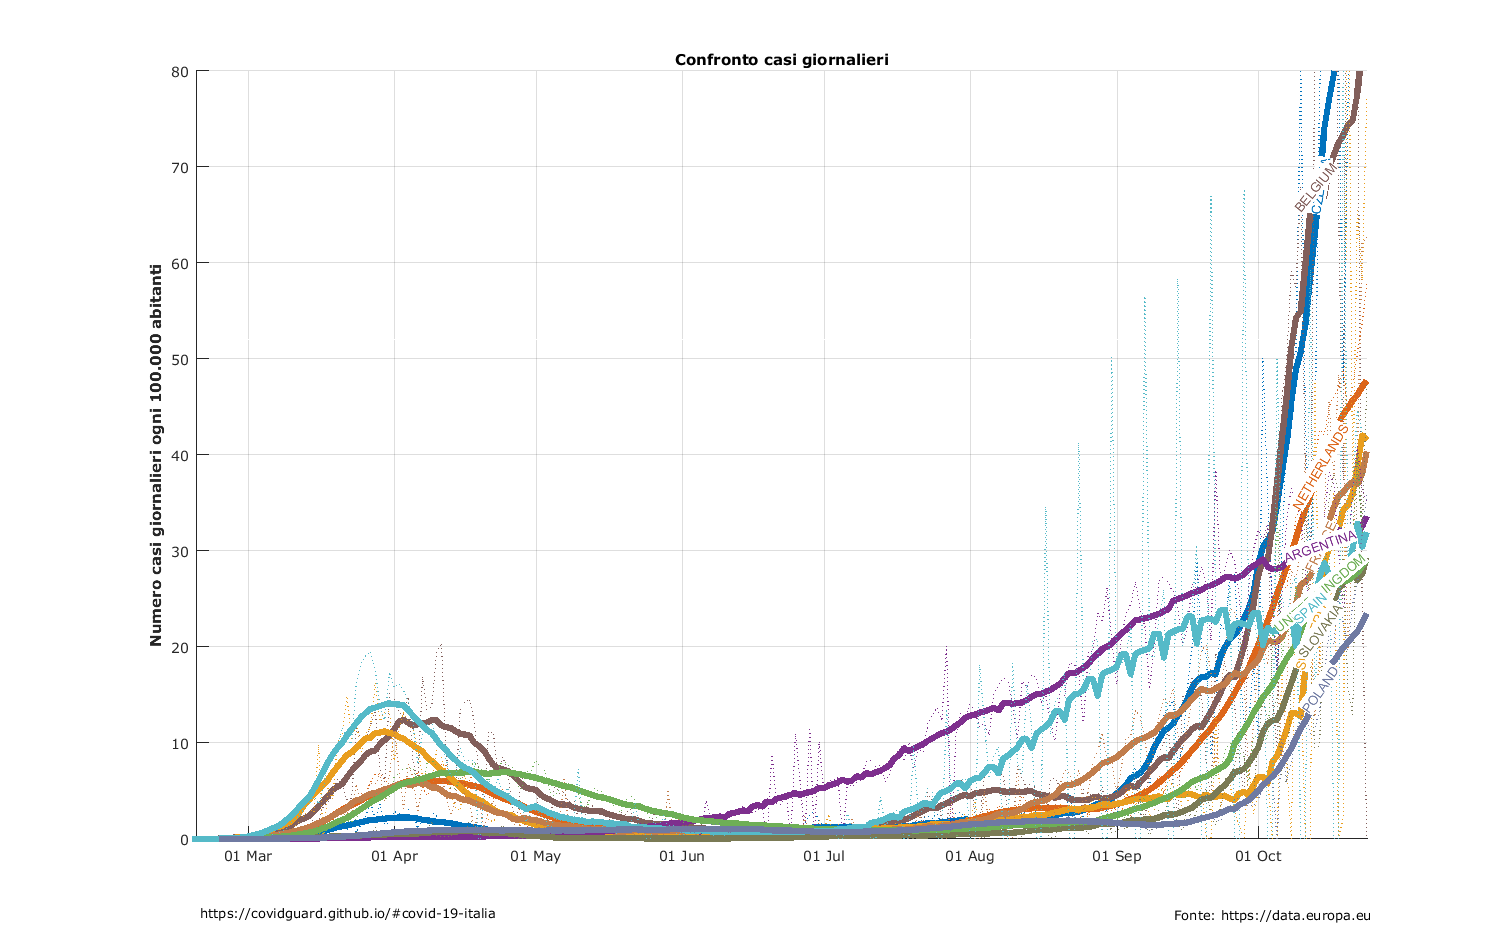 Confronto casi giornalieri
Numero casi giornalieri ogni 100.000 abitanti
80
70
60
50
40
30
20
10
0
BELGIUM
NETHERLANDS
ARGENTINA
SPAIN
SLOVAKIA
POLAND
01 Mar
01 Apr
01 May
01 Jun
01 Jul
01 Aug
01 Sep
01 Oct
https://covidguard.github.io/#covid-19-italia
Fonte: https://data.europa.eu